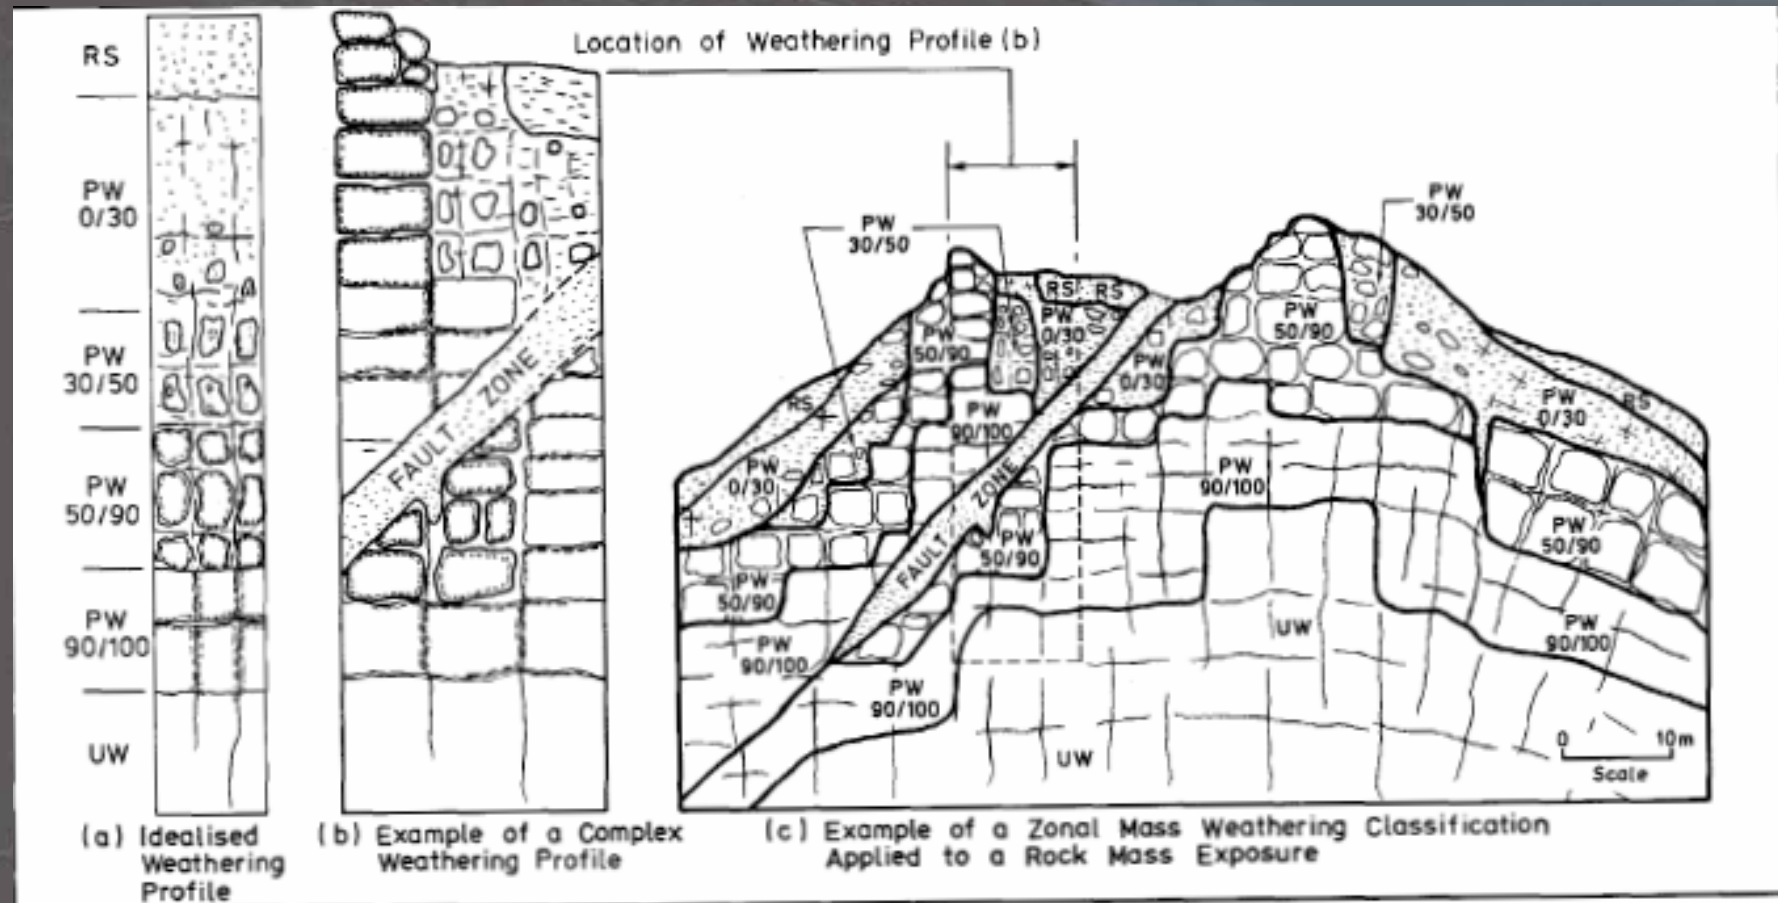 RS
PW
0/30
PW
30/50
PW
50/90
PW
90/100
UW
(a) Idealised
Weathering
Profile
FAULT ZONE
(b) Example of a Complex
Weathering Profile
Location of Weathering Profile (b)
PW
30/50
PW
30/50
RS
RS
PW
50/90
PW
0/30
PW
0/30
PW
50/90
RS
PW
90/100
PW
0/30
RS
PW
0/30
PW
90/100
FAULT ZONE
PW
50/90
PW
50/90
PW
50/90
PW
90/100
UW
PW
90/100
PW
90/100
UW
0 10m
Scale
(c) Example of a Zonal Mass Weathering Classification
Applied to a Rock Mass Exposure